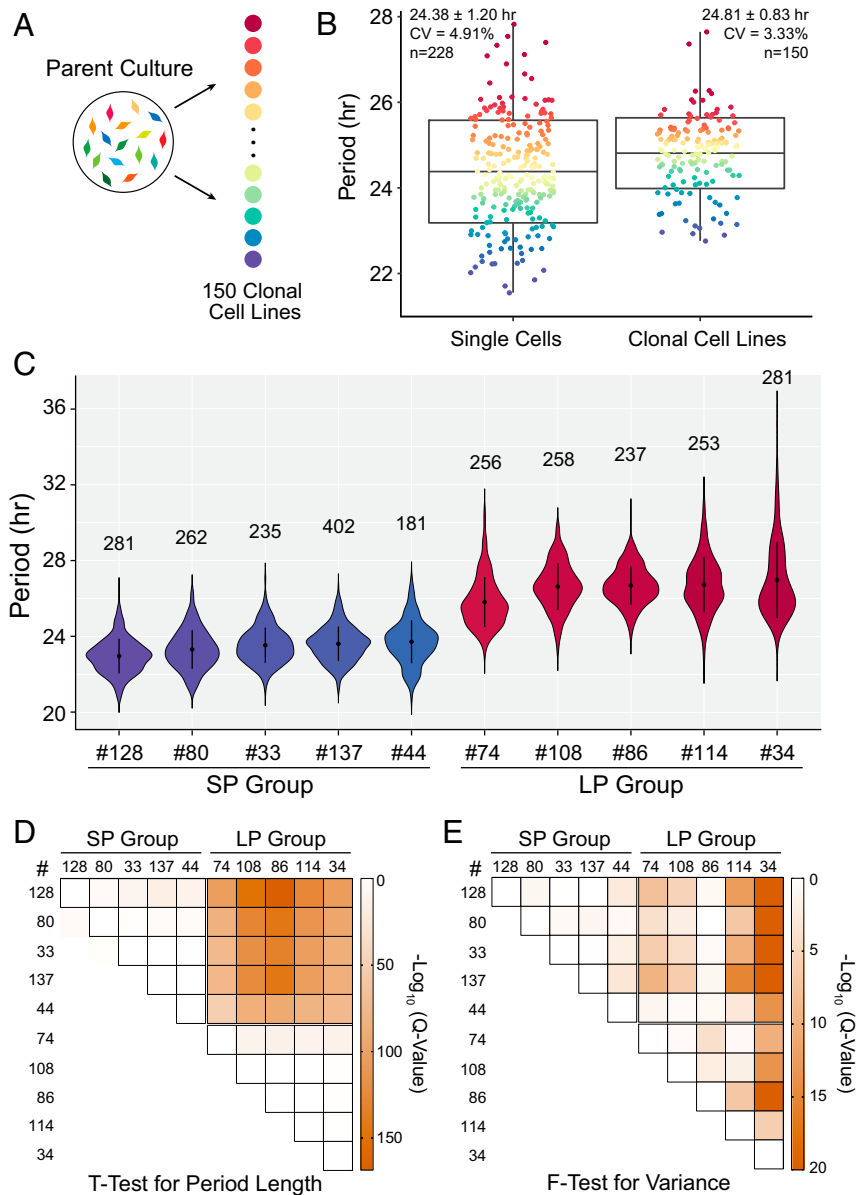 A
Parent Culture
150 Clonal
Cell Lines
B
24.38 ± 1.20 hr
CV = 4.91%
n=228
24.81 ± 0.83 hr
CV = 3.33%
n=150
Period (hr)
28
26
24
22
Single Cells
Clonal Cell Lines
C
Period (hr)
36
32
28
24
20
281
262
235
402
181
256
258
237
253
281
#128
#80
#33
#137
#44
#74
#108
#86
#114
#34
SP Group
LP Group
D
SP Group
LP Group
# 128 80 33 137 44 74 108 86 114 34
128
80
33
137
44
74
108
86
114
34
0
50
100
150
-Log10 (Q-Value)
T-Test for Period Length
E
SP Group
LP Group
# 128 80 33 137 44 74 108 86 114 34
128
80
33
137
44
74
108
86
114
34
0
5
10
15
20
-Log10 (Q-Value)
F-Test for Variance